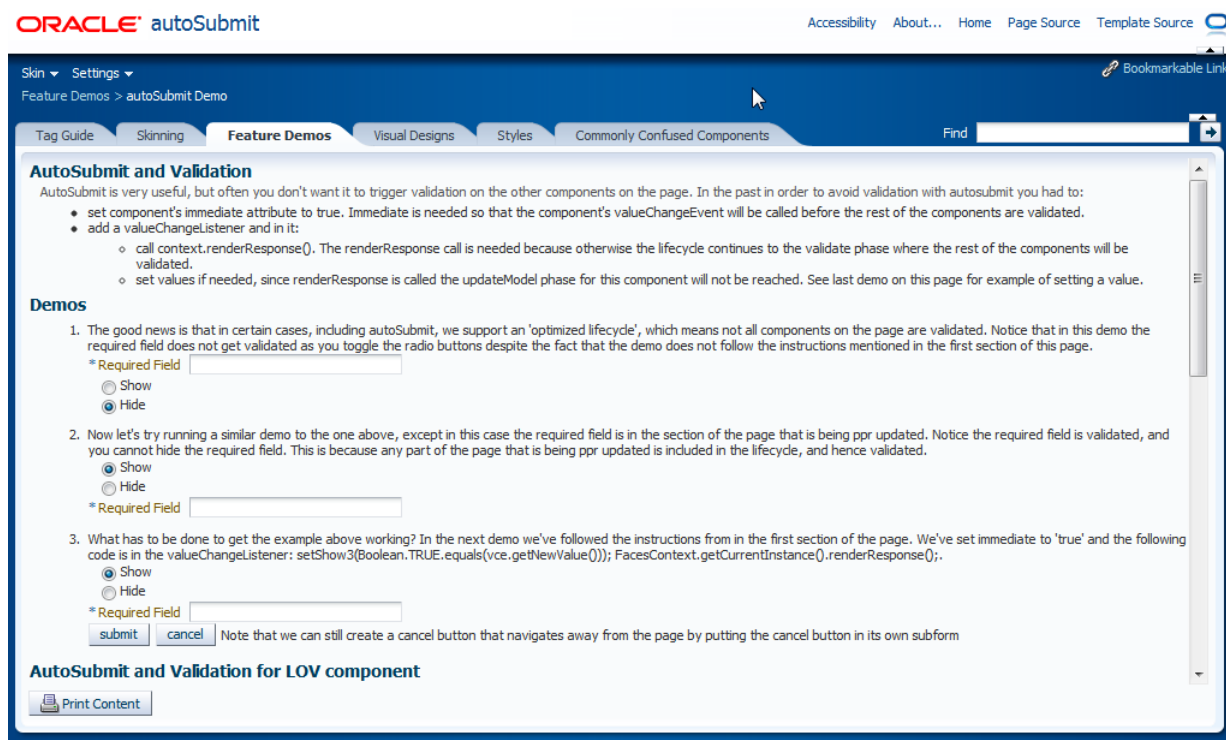 ORACLE autoSubmit
Accessibility About... Home Page Source Template Source
Skin Settings
Bookmarkable Link
Feature Demos > autoSubmit Demo
Tag Guide Skinning Feature Demos Visual Designs Styles Commonly Confused Components Find
AutoSubmit and Validation
AutoSubmit is very useful, but often you don't want it to trigger validation on the other components on the page. In the past in order to avoid validation with autosubmit you had to:
set component's immediate attribute to true. Immediate is needed so that the component's valueChangeEvent will be called before the rest of the components are validated.
add a valueChangeListener and in it:
call context.renderResponse(). The renderResponse call is needed because otherwise the lifecycle continues to the validate phase where the rest of the components will be
validated.
set values if needed, since renderResponse is called the updateModel phase for this component will not be reached. See last demo on this page for example of setting a value.
Demos
1. The good news is that in certain cases, including autoSubmit, we support an 'optimized lifecycle', which means not all components on the page are validated. Notice that in this demo the
required field does not get validated as you toggle the radio buttons despite the fact that the demo does not follow the instructions mentioned in the first section of this page.
* Required Field
Show
Hide
2. Now let's try running a similar demo to the one above, except in this case the required field is in the section of the page that is being ppr updated. Notice the required field is validated, and
you cannot hide the required field. This is because any part of the page that is being ppr updated is included in the lifecycle, and hence validated.
Show
Hide
* Required Field
3. What has to be done to get the example above working? In the next demo we've followed the instructions from in the first section of the page. We've set immediate to 'true' and the following
code is in the valueChangeListener: setShow3(Boolean.TRUE.equals(vce.getNewValue())); FacesContext.getCurrentInstance().renderResponse();.
Show
Hide
* Required Field
submit cancel Note that we can still create a cancel button that navigates away from the page by putting the cancel button in its own subform
AutoSubmit and Validation for LOV component
Print Content